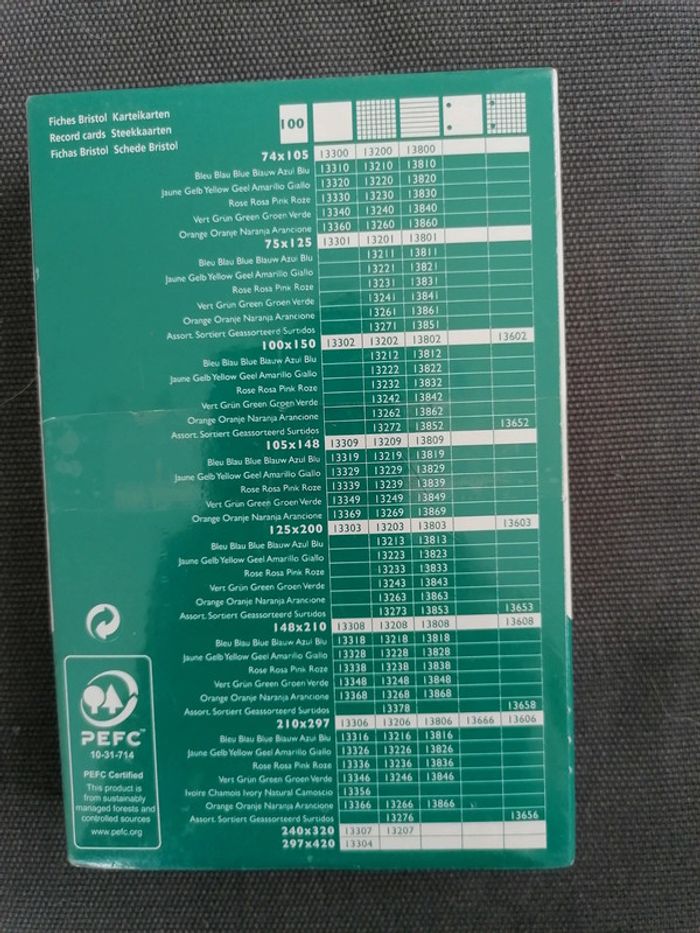 Fiches Bristol Karteikarten
Record cards Steekkaarten
Fichas Bristol Schede Bristol
100
74x105 13300 13200 13800
Bleu Blau Blue Blauw Azul Blu 13310 13210 13810
Jaune Gelb Yellow Geel Amarillo Giallo 13320 13220 13820
Rose Rosa Pink Roze 13330 13230 13830
Vert Grün Green Groen Verde 13340 13240 13840
Orange Oranje Naranja Arancione 13360 13260 13860
75x125 13301 13201 13801
Bleu Blau Blue Blauw Azul Blu 13211 13811
Jaune Gelb Yellow Geel Amarillo Giallo 13221 13821
Rose Rosa Pink Roze 13231 13831
Vert Grün Green Groen Verde 13241 13841
Orange Oranje Naranja Arancione 13261 13861
Assort. Sortiert Geassorteerd Surtidos 13271 13851
100x150 13302 13202 13802 13602
Bleu Blau Blue Blauw Azul Blu 13212 13812
Jaune Gelb Yellow Geel Amarillo Giallo 13222 13822
Rose Rosa Pink Roze 13232 13832
Vert Grün Green Groen Verde 13242 13842
Orange Oranje Naranja Arancione 13262 13862
Assort. Sortiert Geassorteerd Surtidos 13272 13852 13652
105x148 13309 13209 13809
Bleu Blau Blue Blauw Azul Blu 13319 13219 13819
Jaune Gelb Yellow Geel Amarillo Giallo 13329 13229 13829
Rose Rosa Pink Roze 13339 13239 13839
Vert Grün Green Groen Verde 13349 13249 13849
Orange Oranje Naranja Arancione 13369 13269 13869
125x200 13303 13203 13803 13603
Bleu Blau Blue Blauw Azul Blu 13213 13813
Jaune Gelb Yellow Geel Amarillo Giallo 13223 13823
Rose Rosa Pink Roze 13233 13833
Vert Grün Green Groen Verde 13243 13843
Orange Oranje Naranja Arancione 13263 13863
Assort. Sortiert Geassorteerd Surtidos 13273 13853 13653
148x210 13308 13208 13808 13608
Bleu Blau Blue Blauw Azul Blu 13318 13218 13818
Jaune Gelb Yellow Geel Amarillo Giallo 13328 13228 13828
Rose Rosa Pink Roze 13338 13238 13838
Vert Grün Green Groen Verde 13348 13248 13848
Orange Oranje Naranja Arancione 13368 13268 13868
Assort. Sortiert Geassorteerd Surtidos 13378 13658
210x297 13306 13206 13806 13666 13606
Bleu Blau Blue Blauw Azul Blu 13316 13216 13816
Jaune Gelb Yellow Geel Amarillo Giallo 13326 13226 13826
Rose Rosa Pink Roze 13336 13236 13836
Vert Grün Green Groen Verde 13346 13246 13846
Ivoire Chamois Ivory Natural Camoscio 13356
Orange Oranje Naranja Arancione 13366 13266 13866
Assort. Sortiert Geassorteerd Surtidos 13276 13656
240x320 13307 13207
297x420 13304
PEFC™
10-31-714
PEFC Certified
This product is
from sustainably
managed forests and
controlled sources
www.pefc.org